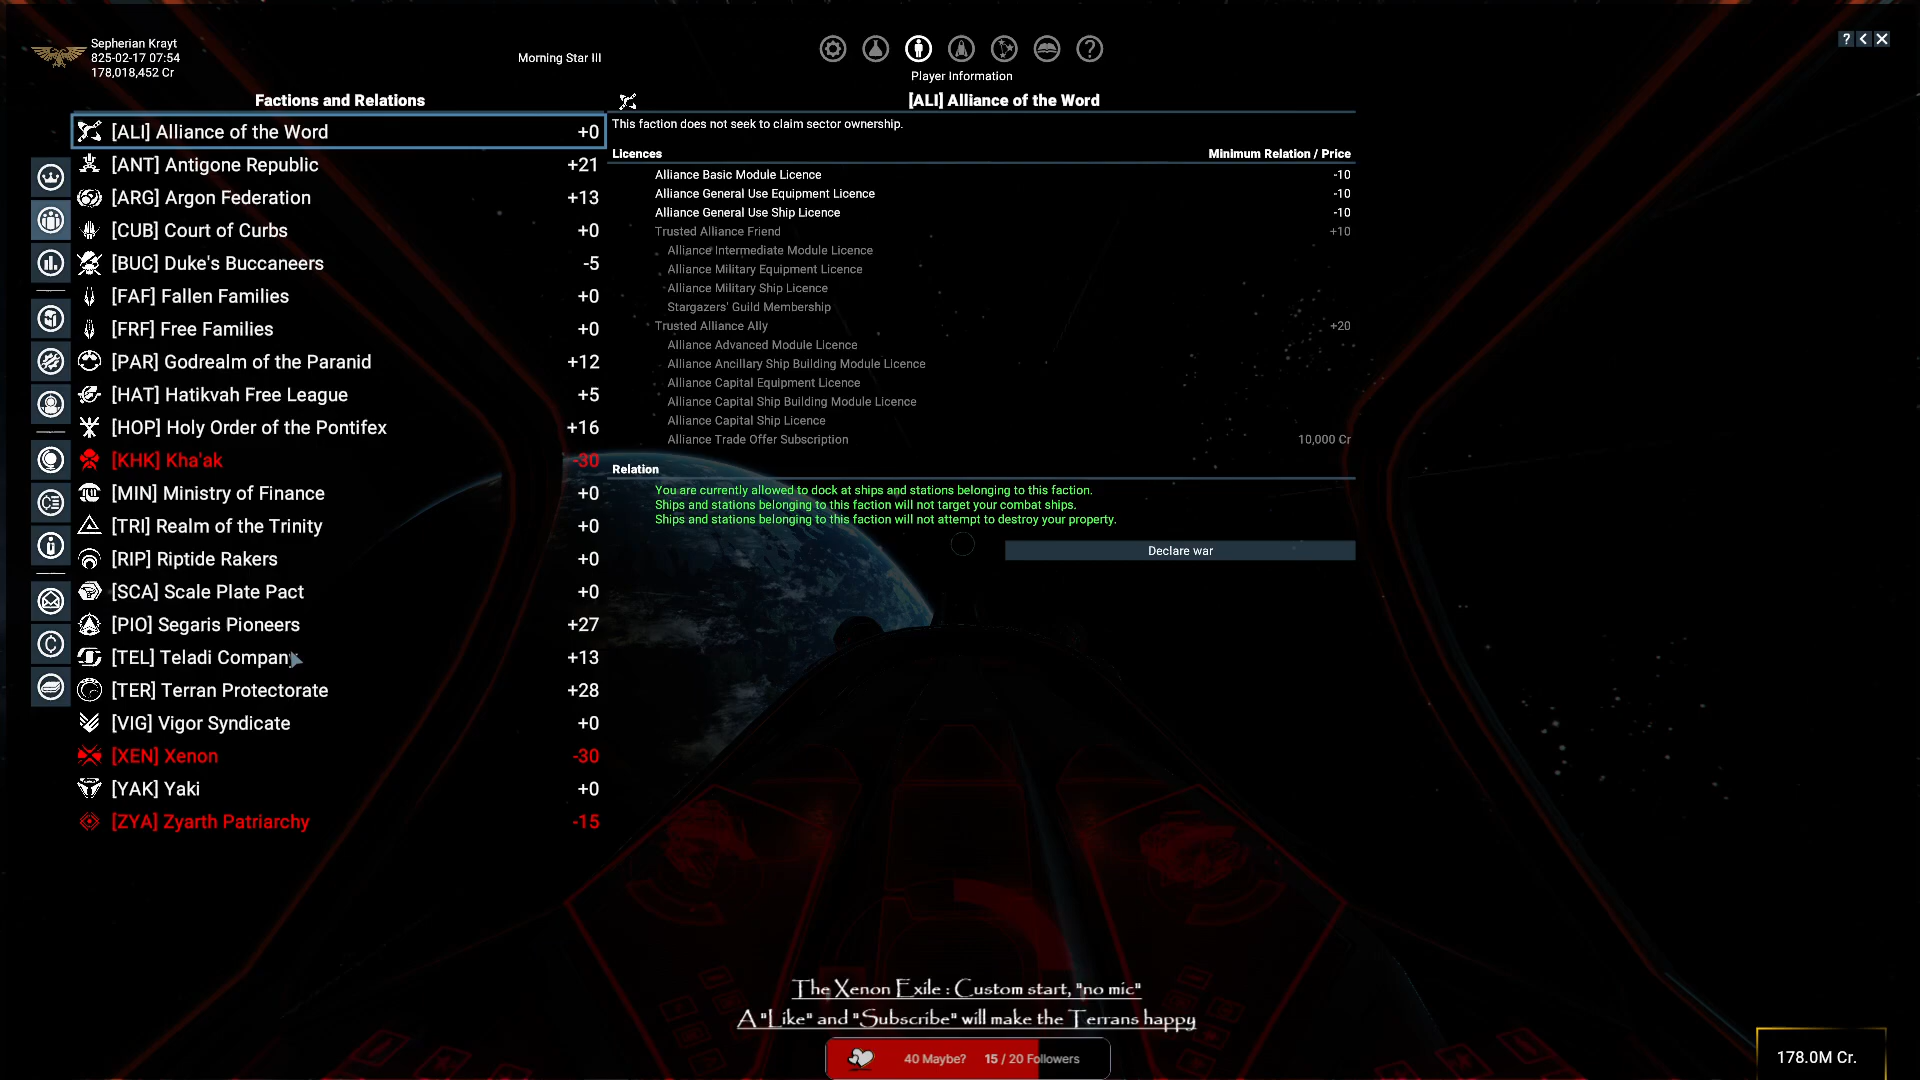 Sepherian Krayt
825-02-17 07:54
178,018,452 Cr
Morning Star III
Player Information
Factions and Relations
[ALI] Alliance of the Word +0
[ANT] Antigone Republic +21
[ARG] Argon Federation +13
[CUB] Court of Curbs +0
[BUC] Duke's Buccaneers -5
[FAF] Fallen Families +0
[FRF] Free Families +0
[PAR] Godrealm of the Paranid +12
[HAT] Hatikvah Free League +5
[HOP] Holy Order of the Pontifex +16
[KHK] Kha'ak -30
[MIN] Ministry of Finance +0
[TRI] Realm of the Trinity +0
[RIP] Riptide Rakers +0
[SCA] Scale Plate Pact +0
[PIO] Segaris Pioneers +27
[TEL] Teladi Company +13
[TER] Terran Protectorate +28
[VIG] Vigor Syndicate +0
[XEN] Xenon -30
[YAK] Yaki +0
[ZYA] Zyarth Patriarchy -15
[ALI] Alliance of the Word
This faction does not seek to claim sector ownership.
Licences Minimum Relation / Price
Alliance Basic Module Licence -10
Alliance General Use Equipment Licence -10
Alliance General Use Ship Licence -10
Trusted Alliance Friend +10
Alliance Intermediate Module Licence
Alliance Military Equipment Licence
Alliance Military Ship Licence
Stargazers' Guild Membership
Trusted Alliance Ally +20
Alliance Advanced Module Licence
Alliance Ancillary Ship Building Module Licence
Alliance Capital Equipment Licence
Alliance Capital Ship Building Module Licence
Alliance Capital Ship Licence
Alliance Trade Offer Subscription 10,000 Cr
Relation
You are currently allowed to dock at ships and stations belonging to this faction.
Ships and stations belonging to this faction will not target your combat ships.
Ships and stations belonging to this faction will not attempt to destroy your property.
Declare war
The Xenon Exile : Custom start, "no mic"
A "Like" and "Subscribe" will make the Terrans happy
40 Maybe? 15 / 20 Followers
178.0M Cr.